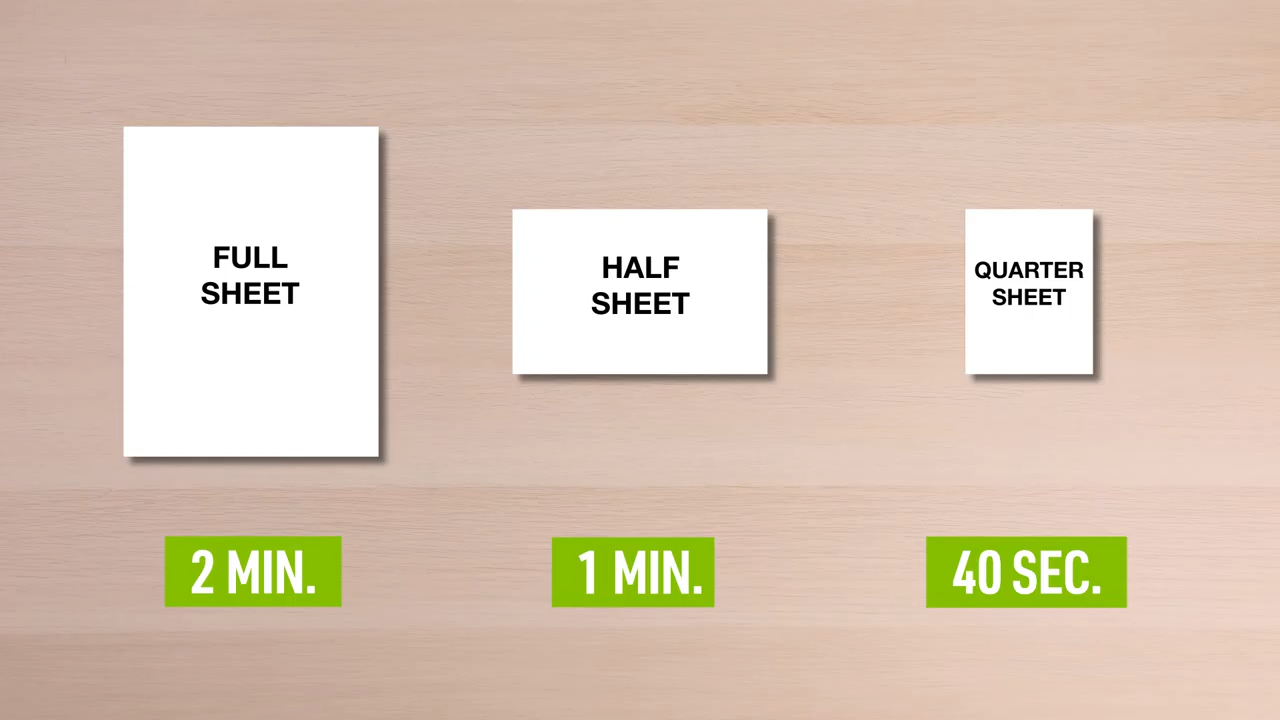 FULL
SHEET
HALF
SHEET
QUARTER
SHEET
2 MIN.
1 MIN.
40 SEC.